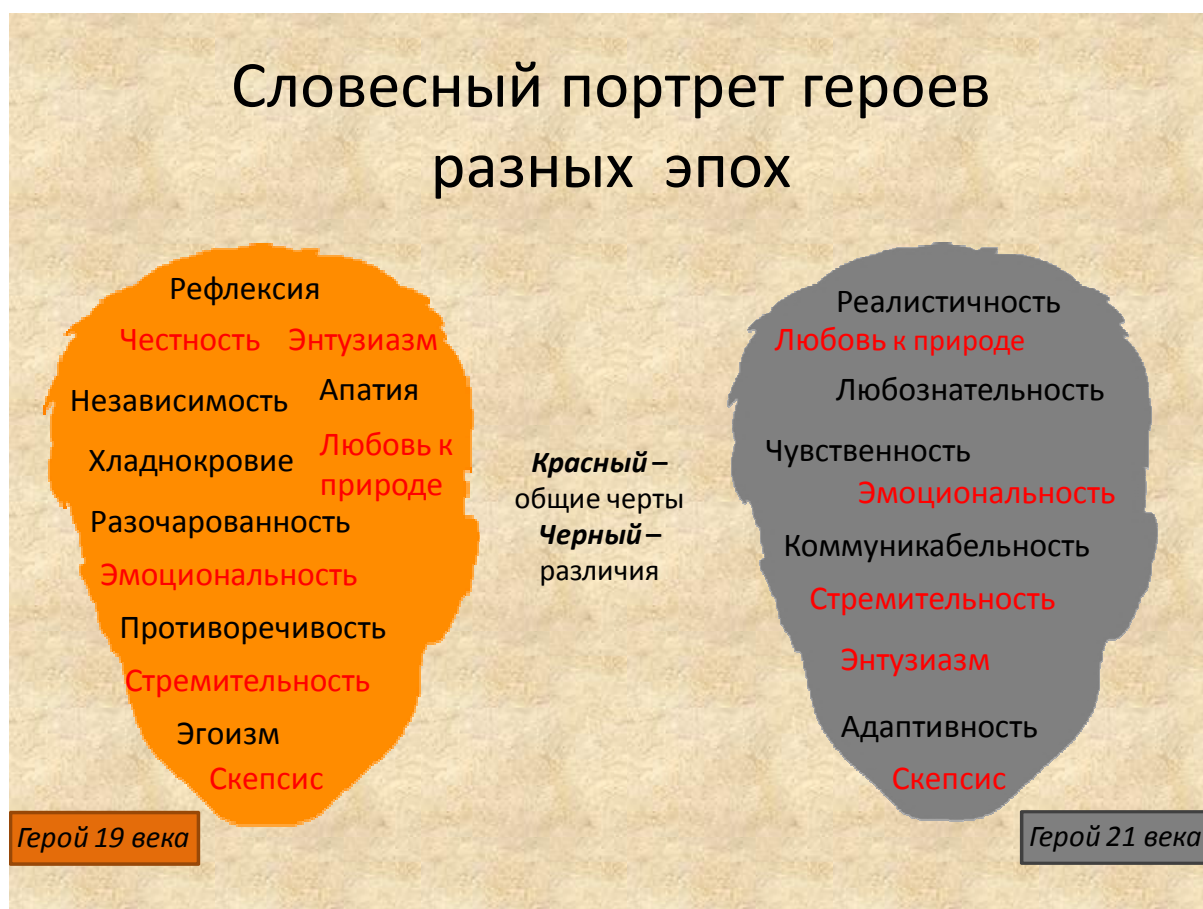 Словесный портрет героев
разных эпох
Рефлексия
Честность Энтузиазм
Независимость Апатия
Хладнокровие Любовь к
природе
Разочарованность
Эмоциональность
Противоречивость
Стремительность
Эгоизм
Скепсис
Герой 19 века
Красный –
общие черты
Черный –
различия
Реалистичность
Любовь к природе
Любознательность
Чувственность
Эмоциональность
Коммуникабельность
Стремительность
Энтузиазм
Адаптивность
Скепсис
Герой 21 века